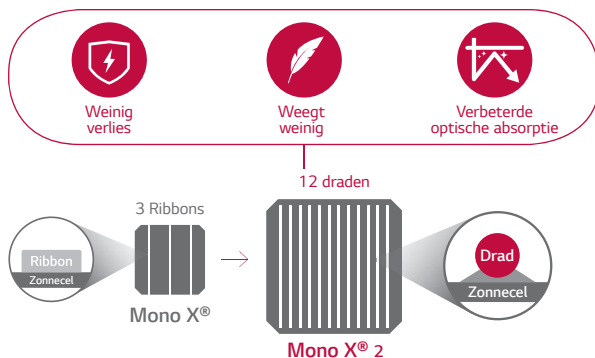 Weinig
verlies
Weegt
weinig
Verbeterde
optische absorptie
12 draden
3 Ribbons
Ribbon
Zonnecel
Mono X®
Drad
Zonnecel
Mono X® 2